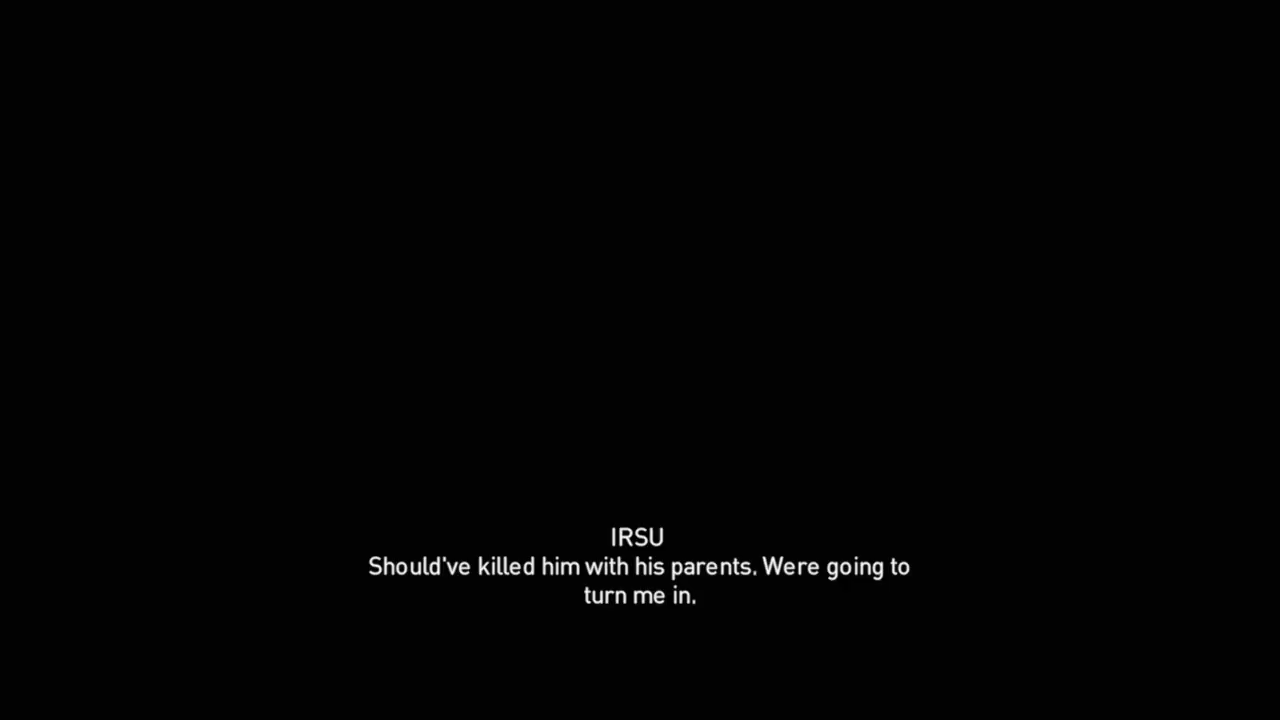 IRSU
Should've killed him with his parents. Were going to
turn me in.